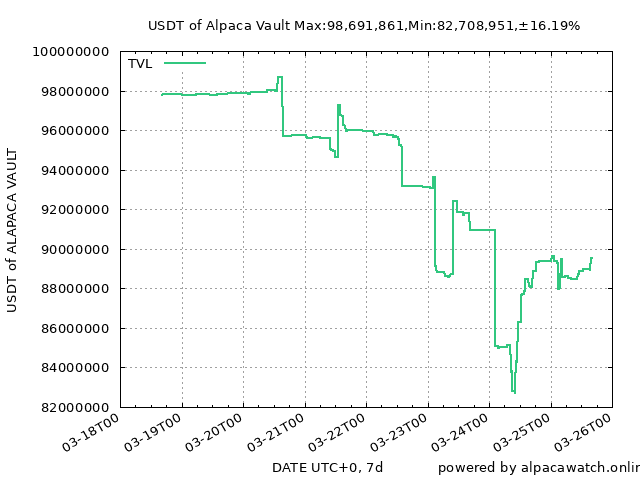 USDT of Alpaca Vault Max:98,691,861,Min:82,708,951,±16.19%
TVL
100000000
98000000
96000000
94000000
92000000
90000000
88000000
86000000
84000000
82000000
USDT of ALAPACA VAULT
03-18T00
03-19T00
03-20T00
03-21T00
03-22T00
03-23T00
03-24T00
03-25T00
03-26T00
DATE UTC+0, 7d
powered by alpacawatch.onlin